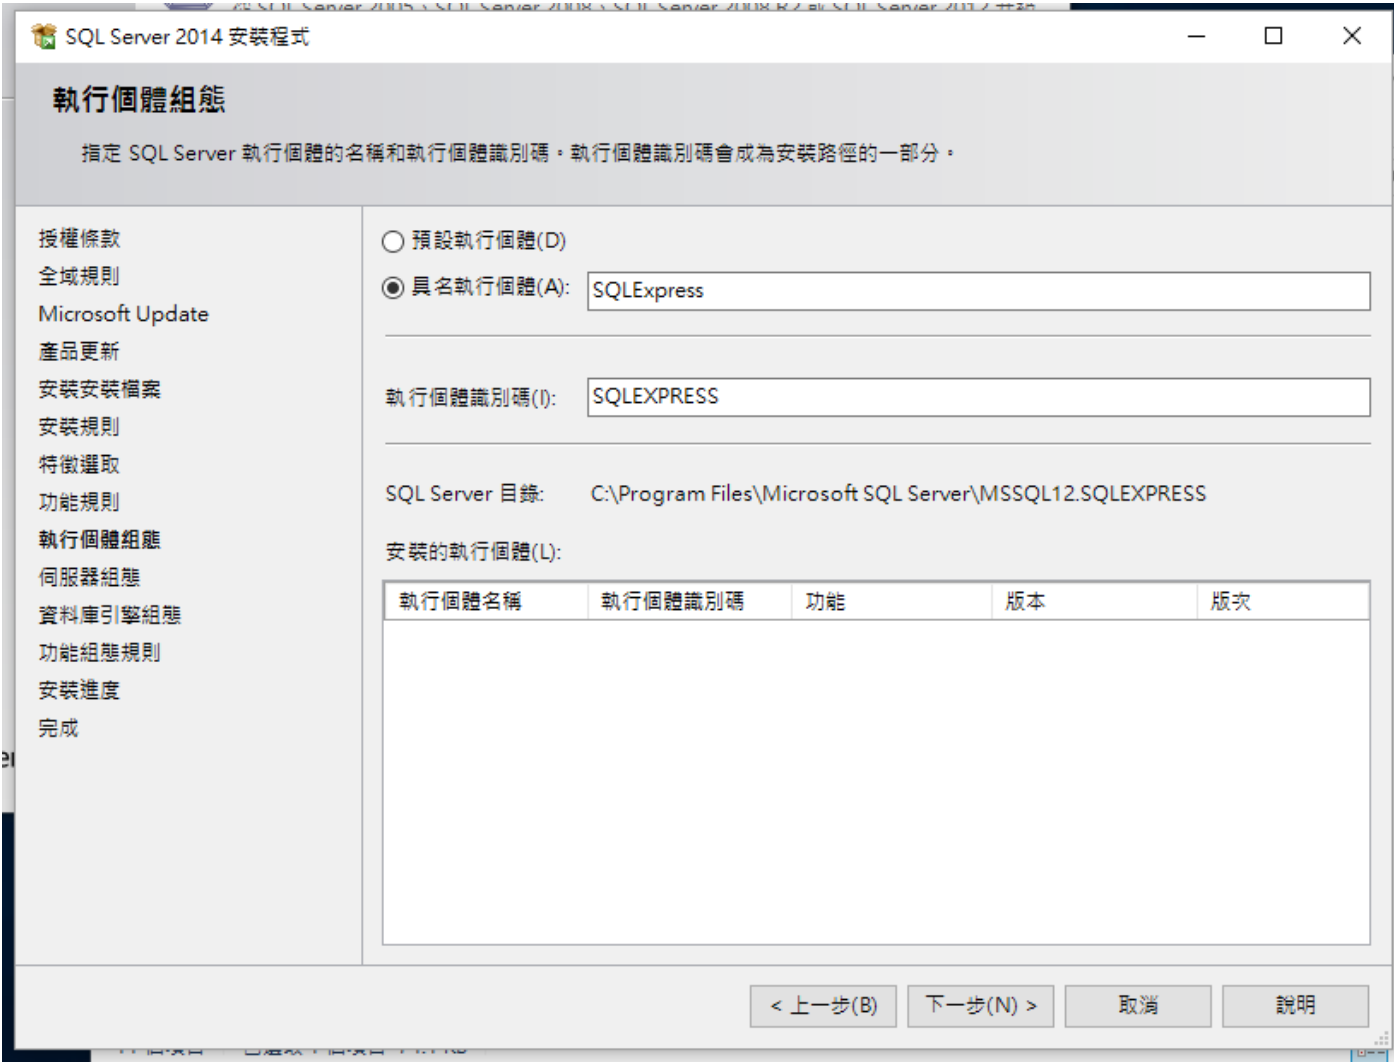 SQL Server 2014 安裝程式
執行個體組態
指定 SQL Server 執行個體的名稱和執行個體識別碼。執行個體識別碼會成為安裝路徑的一部分。
授權條款
全域規則
Microsoft Update
產品更新
安裝安裝檔案
安裝規則
特徵選取
功能規則
執行個體組態
伺服器組態
資料庫引擎組態
功能組態規則
安裝進度
完成
預設執行個體(D)
具名執行個體(A): SQLExpress
執行個體識別碼(I): SQLEXPRESS
SQL Server 目錄: C:\Program Files\Microsoft SQL Server\MSSQL12.SQLEXPRESS
安裝的執行個體(L):
執行個體名稱 執行個體識別碼 功能 版本 版次
< 上一步(B) 下一步(N) > 取消 說明